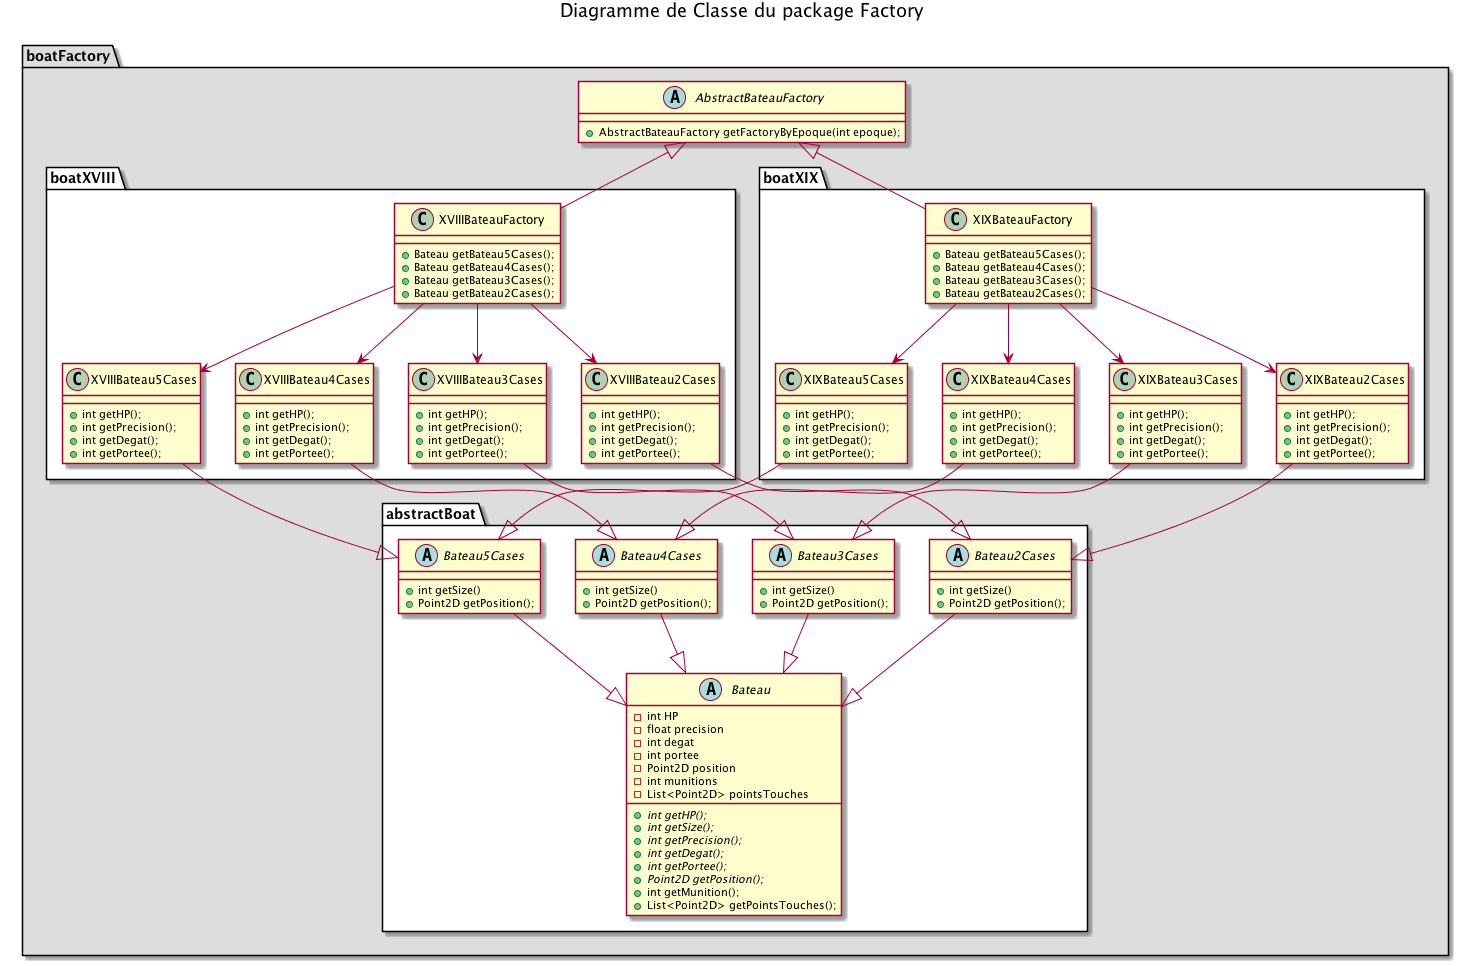 Diagramme de Classe du package Factory
boatFactory
A AbstractBateauFactory
AbstractBateauFactory getFactoryByEpoque(int epoque);
boatXVIII
C XVIIIBateauFactory
Bateau getBateau5Cases();
Bateau getBateau4Cases();
Bateau getBateau3Cases();
Bateau getBateau2Cases();
C XVIIIBateau5Cases
int getHP();
int getPrecision();
int getDegat();
int getPortee();
C XVIIIBateau4Cases
int getHP();
int getPrecision();
int getDegat();
int getPortee();
C XVIIIBateau3Cases
int getHP();
int getPrecision();
int getDegat();
int getPortee();
C XVIIIBateau2Cases
int getHP();
int getPrecision();
int getDegat();
int getPortee();
boatXIX
C XIXBateauFactory
Bateau getBateau5Cases();
Bateau getBateau4Cases();
Bateau getBateau3Cases();
Bateau getBateau2Cases();
C XIXBateau5Cases
int getHP();
int getPrecision();
int getDegat();
int getPortee();
C XIXBateau4Cases
int getHP();
int getPrecision();
int getDegat();
int getPortee();
C XIXBateau3Cases
int getHP();
int getPrecision();
int getDegat();
int getPortee();
C XIXBateau2Cases
int getHP();
int getPrecision();
int getDegat();
int getPortee();
abstractBoat
A Bateau5Cases
int getSize()
Point2D getPosition();
A Bateau4Cases
int getSize()
Point2D getPosition();
A Bateau3Cases
int getSize()
Point2D getPosition();
A Bateau2Cases
int getSize()
Point2D getPosition();
A Bateau
int HP
float precision
int degat
int portee
Point2D position
int munitions
List<Point2D> pointsTouches
int getHP();
int getSize();
int getPrecision();
int getDegat();
int getPortee();
Point2D getPosition();
int getMunition();
List<Point2D> getPointsTouches();